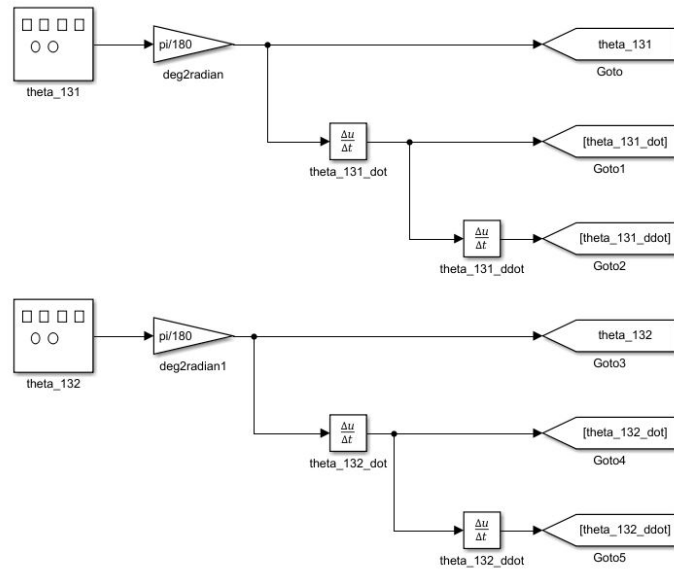 pi/180
theta_131
theta_131
deg2radian
Goto
Δu
Δt
[theta_131_dot]
theta_131_dot
Goto1
Δu
Δt
[theta_131_ddot]
theta_131_ddot
Goto2
pi/180
theta_132
theta_132
deg2radian1
Goto3
Δu
Δt
[theta_132_dot]
theta_132_dot
Goto4
Δu
Δt
[theta_132_ddot]
theta_132_ddot
Goto5